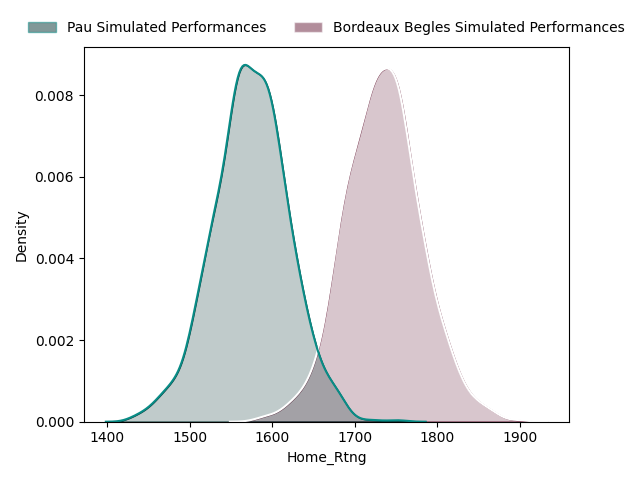 Pau Simulated Performances
Bordeaux Begles Simulated Performances
0.008
0.006
0.004
0.002
0.000
Density
1400 1500 1600 1700 1800 1900
Home_Rtng